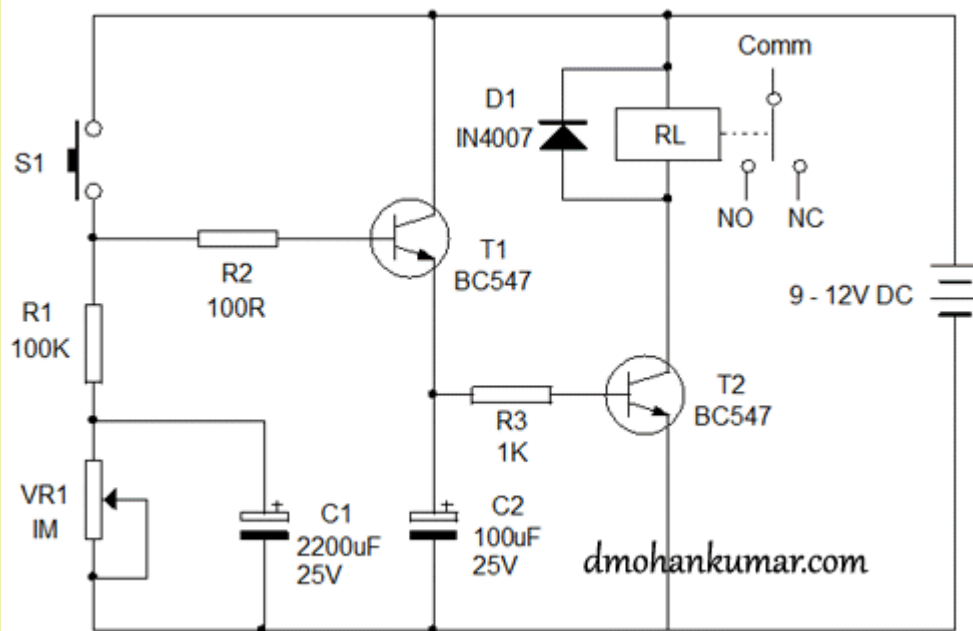 Comm
D1
IN4007
RL
S1
NO
NC
T1
BC547
R2
100R
9 - 12V DC
R1
100K
T2
BC547
R3
1K
VR1
IM
+
C1
2200uF
25V
+
C2
100uF
25V
dmohankumar.com